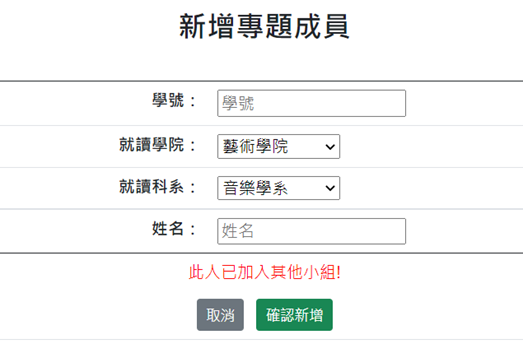 新增專題成員
學號： 學號
就讀學院： 藝術學院
就讀科系： 音樂學系
姓名： 姓名
此人已加入其他小組!
取消 確認新增